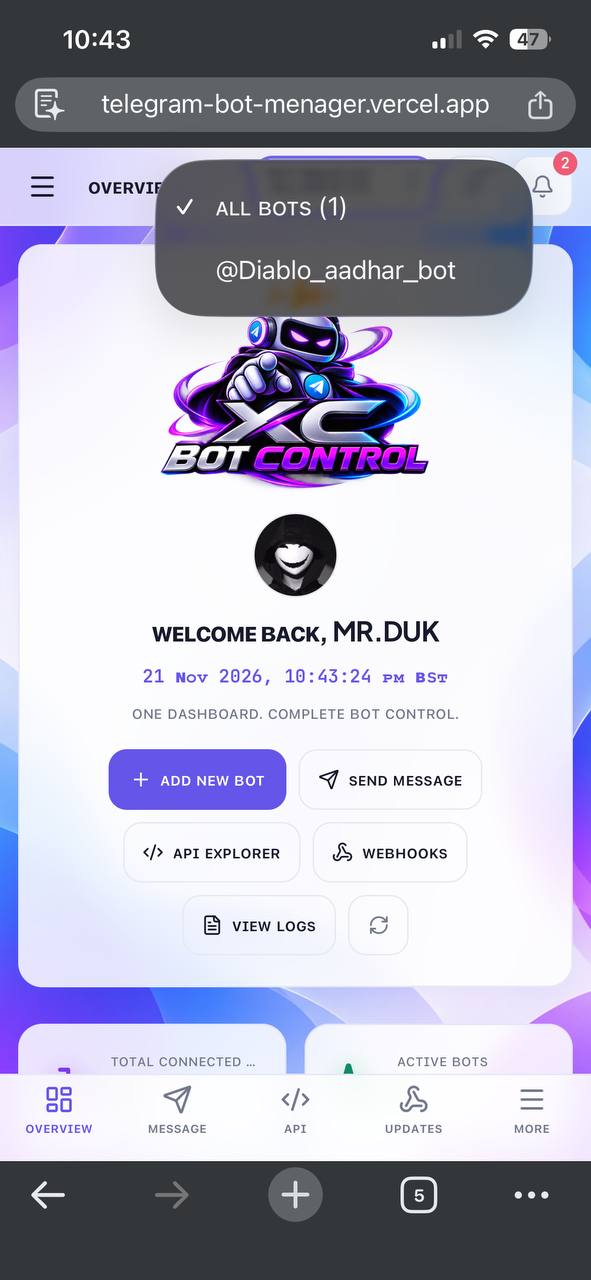 10:43
47
telegram-bot-menager.vercel.app
OVERVIE
2
✓ ALL BOTS (1)
@Diablo_aadhar_bot
XC
BOT CONTROL
WELCOME BACK, MR.DUK
21 Nov 2026, 10:43:24 PM BST
ONE DASHBOARD. COMPLETE BOT CONTROL.
+ ADD NEW BOT
SEND MESSAGE
</> API EXPLORER
WEBHOOKS
VIEW LOGS
TOTAL CONNECTED ...
ACTIVE BOTS
OVERVIEW
MESSAGE
API
UPDATES
MORE
5